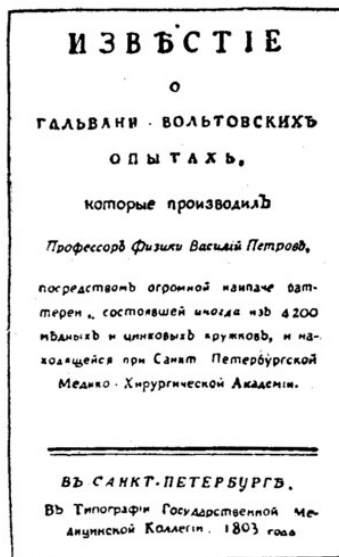 ИЗВѢСТІЕ
О
ГАЛЬВАНИ - ВОЛЬТОВСКИХЪ
ОПЫТАХЪ,
которые производилЪ
ПрофессорЪ Физики Василій ПетровЪ,
посредствомЪ огромной наипаче бат-
терен, состоявшей иногда изЪ 4200
мѣдныхЪ и цинковыхЪ кружковЪ, и на-
ходящейся при Санкт Петербургской
Медико - Хирургической Академіи.
ВЪ САНКТ-ПЕТЕРБУРГѢ,
ВЪ Типографіи Государственной Ме-
дицинской Коллегіи, 1803 года